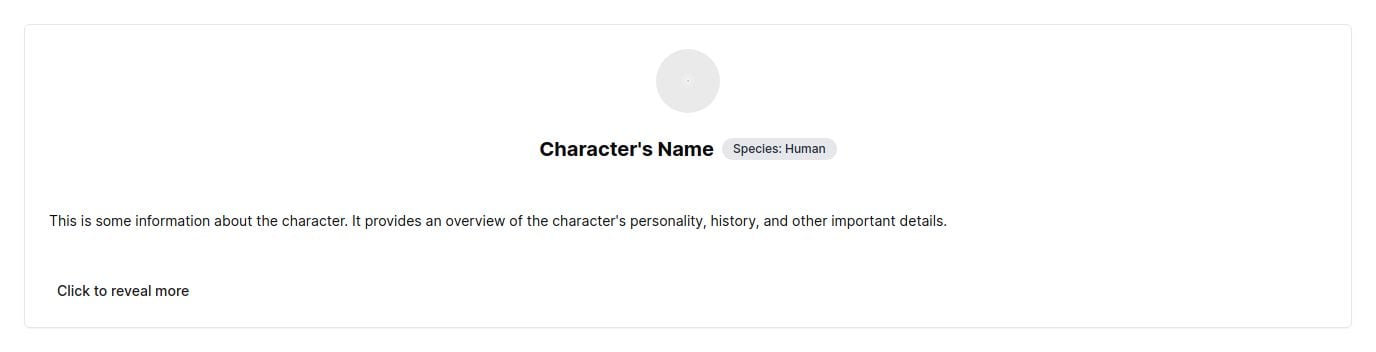 Character's Name Species: Human
This is some information about the character. It provides an overview of the character's personality, history, and other important details.
Click to reveal more